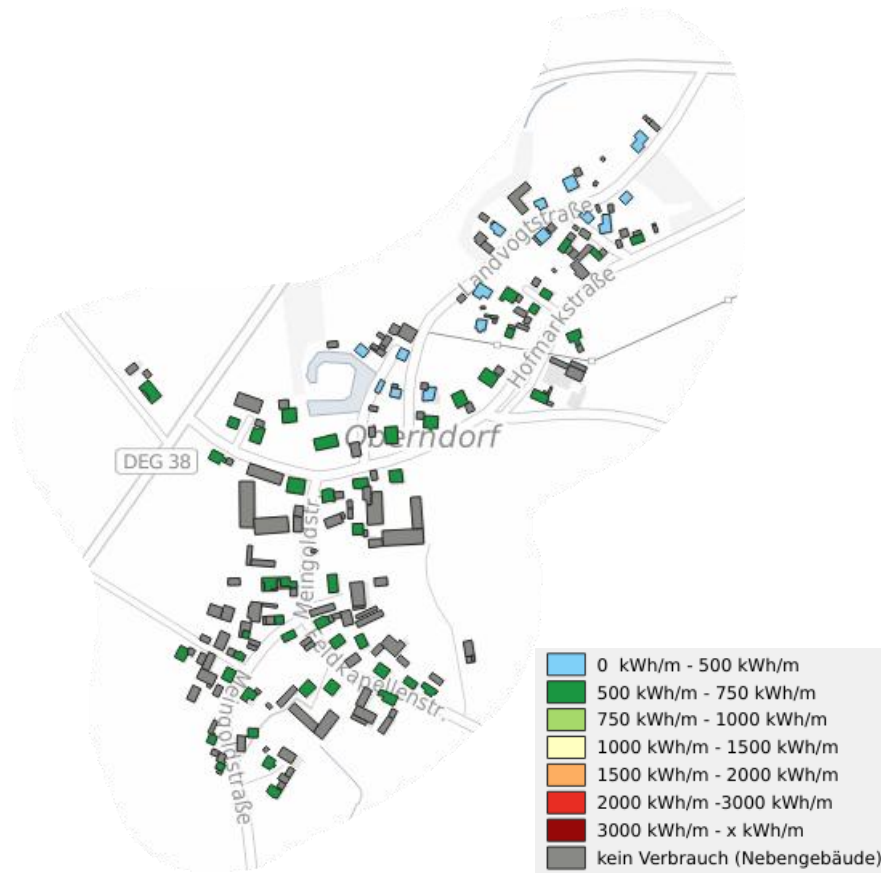 Landvogtstraße
Hofmarkstraße
Oberndorf
DEG 38
Meingoldstr.
Feldkapellenstr.
Meingoldstraße
0 kWh/m - 500 kWh/m
500 kWh/m - 750 kWh/m
750 kWh/m - 1000 kWh/m
1000 kWh/m - 1500 kWh/m
1500 kWh/m - 2000 kWh/m
2000 kWh/m -3000 kWh/m
3000 kWh/m - x kWh/m
kein Verbrauch (Nebengebäude)